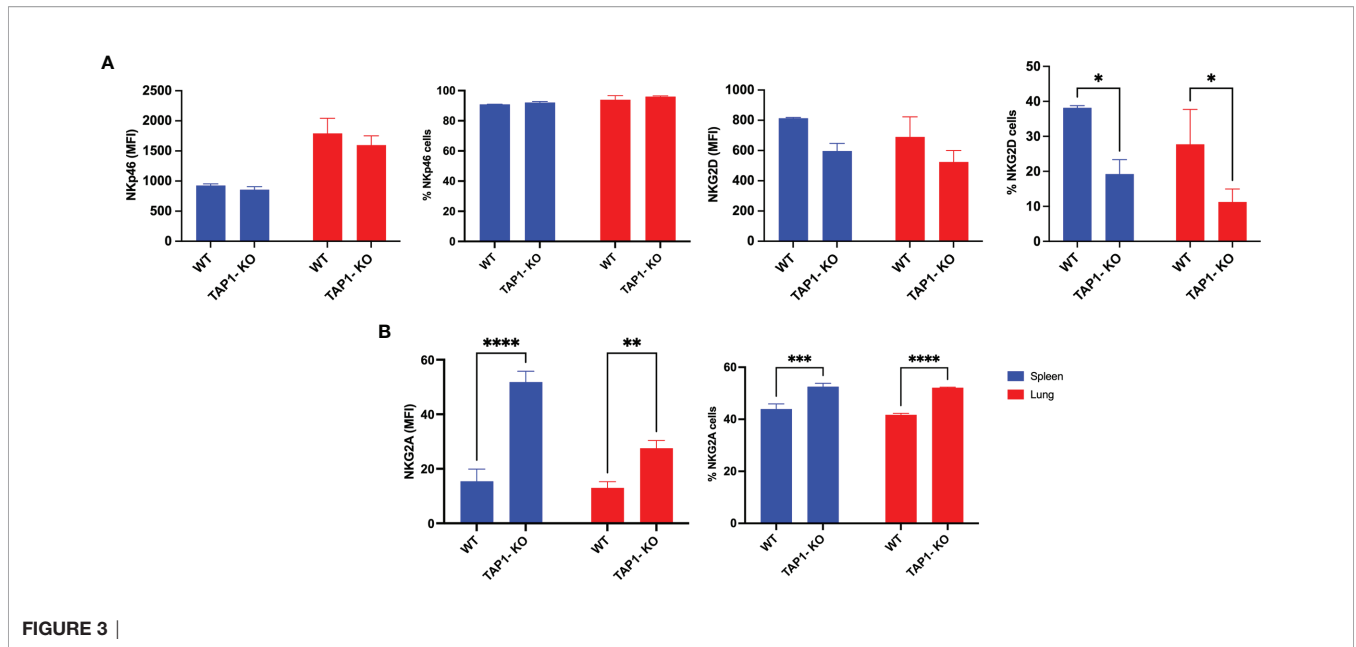 A
NKp46 (MFI)
2500
2000
1500
1000
500
0
WT
TAP1- KO
WT
TAP1- KO
% NKp46 cells
100
80
60
40
20
0
WT
TAP1- KO
WT
TAP1- KO
NKG2D (MFI)
1000
800
600
400
200
0
WT
TAP1- KO
WT
TAP1- KO
% NKG2D cells
50
40
30
20
10
0
*
*
WT
TAP1- KO
WT
TAP1- KO
B
NKG2A (MFI)
60
40
20
0
****
**
WT
TAP1- KO
WT
TAP1- KO
% NKG2A cells
60
40
20
0
***
****
WT
TAP1- KO
WT
TAP1- KO
Spleen
Lung
FIGURE 3 |